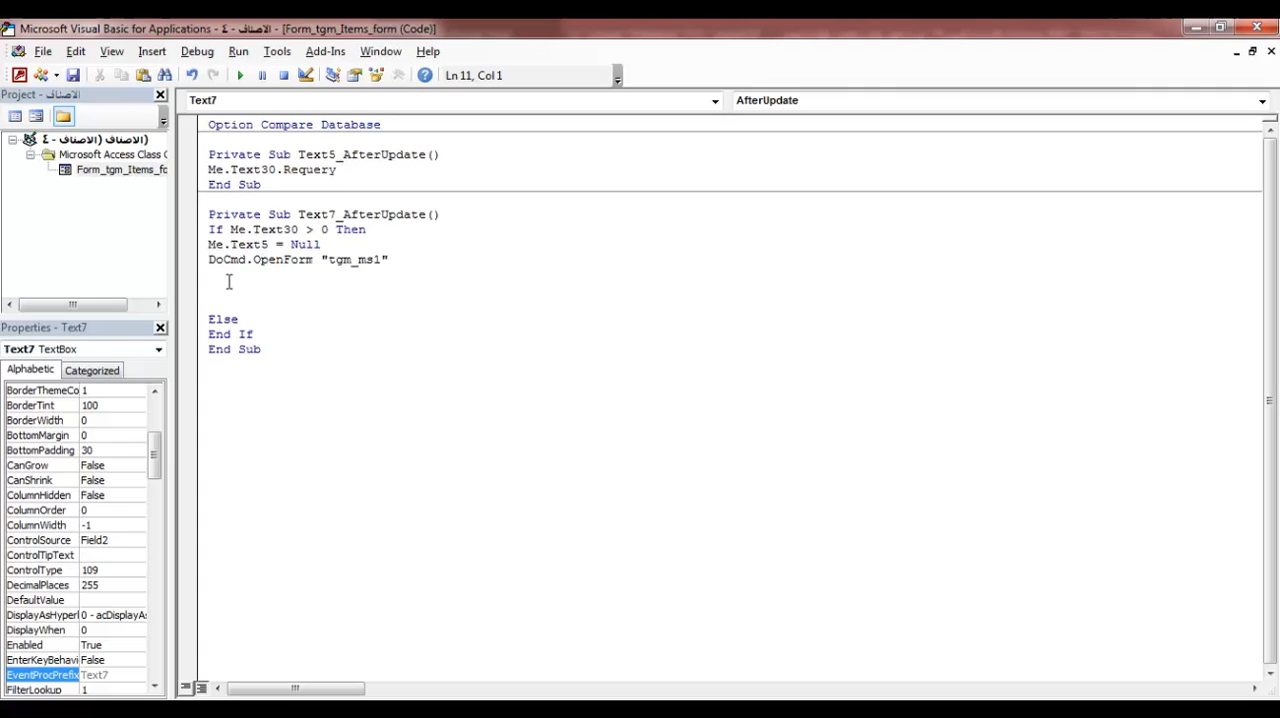 Microsoft Visual Basic for Applications - الاصناف - ٤ - [Form_tgm_Items_form (Code)]
File Edit View Insert Debug Run Tools Add-Ins Window Help
Ln 11, Col 1
Project - الاصناف
Text7 AfterUpdate
الاصناف (الاصناف - ٤)
Microsoft Access Class O
Form_tgm_Items_fo
Option Compare Database
Private Sub Text5_AfterUpdate()
Me.Text30.Requery
End Sub
Private Sub Text7_AfterUpdate()
If Me.Text30 > 0 Then
Me.Text5 = Null
DoCmd.OpenForm "tgm_ms1"
Else
End If
End Sub
Properties - Text7
Text7 TextBox
Alphabetic Categorized
BorderThemeCo 1
BorderTint 100
BorderWidth 0
BottomMargin 0
BottomPadding 30
CanGrow False
CanShrink False
ColumnHidden False
ColumnOrder 0
ColumnWidth -1
ControlSource Field2
ControlTipText
ControlType 109
DecimalPlaces 255
DefaultValue
DisplayAsHyperl 0 - acDisplayAs
DisplayWhen 0
Enabled True
EnterKeyBehavi False
EventProcPrefix Text7
FilterLookup 1